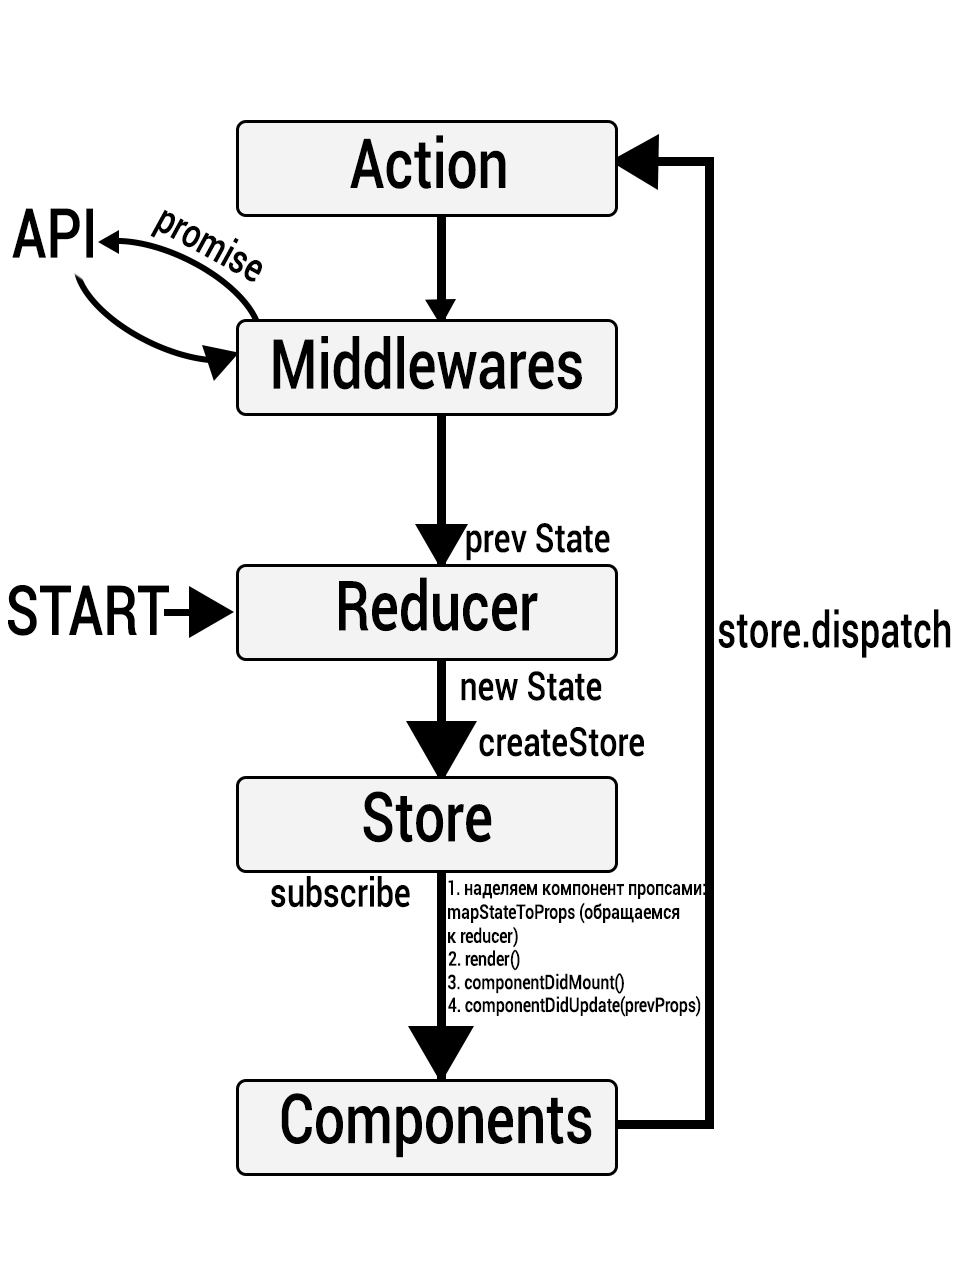 Action
API
promise
Middlewares
prev State
START
Reducer
store.dispatch
new State
createStore
Store
subscribe
1. наделяем компонент пропсами:
mapStateToProps (обращаемся
к reducer)
2. render()
3. componentDidMount()
4. componentDidUpdate(prevProps)
Components